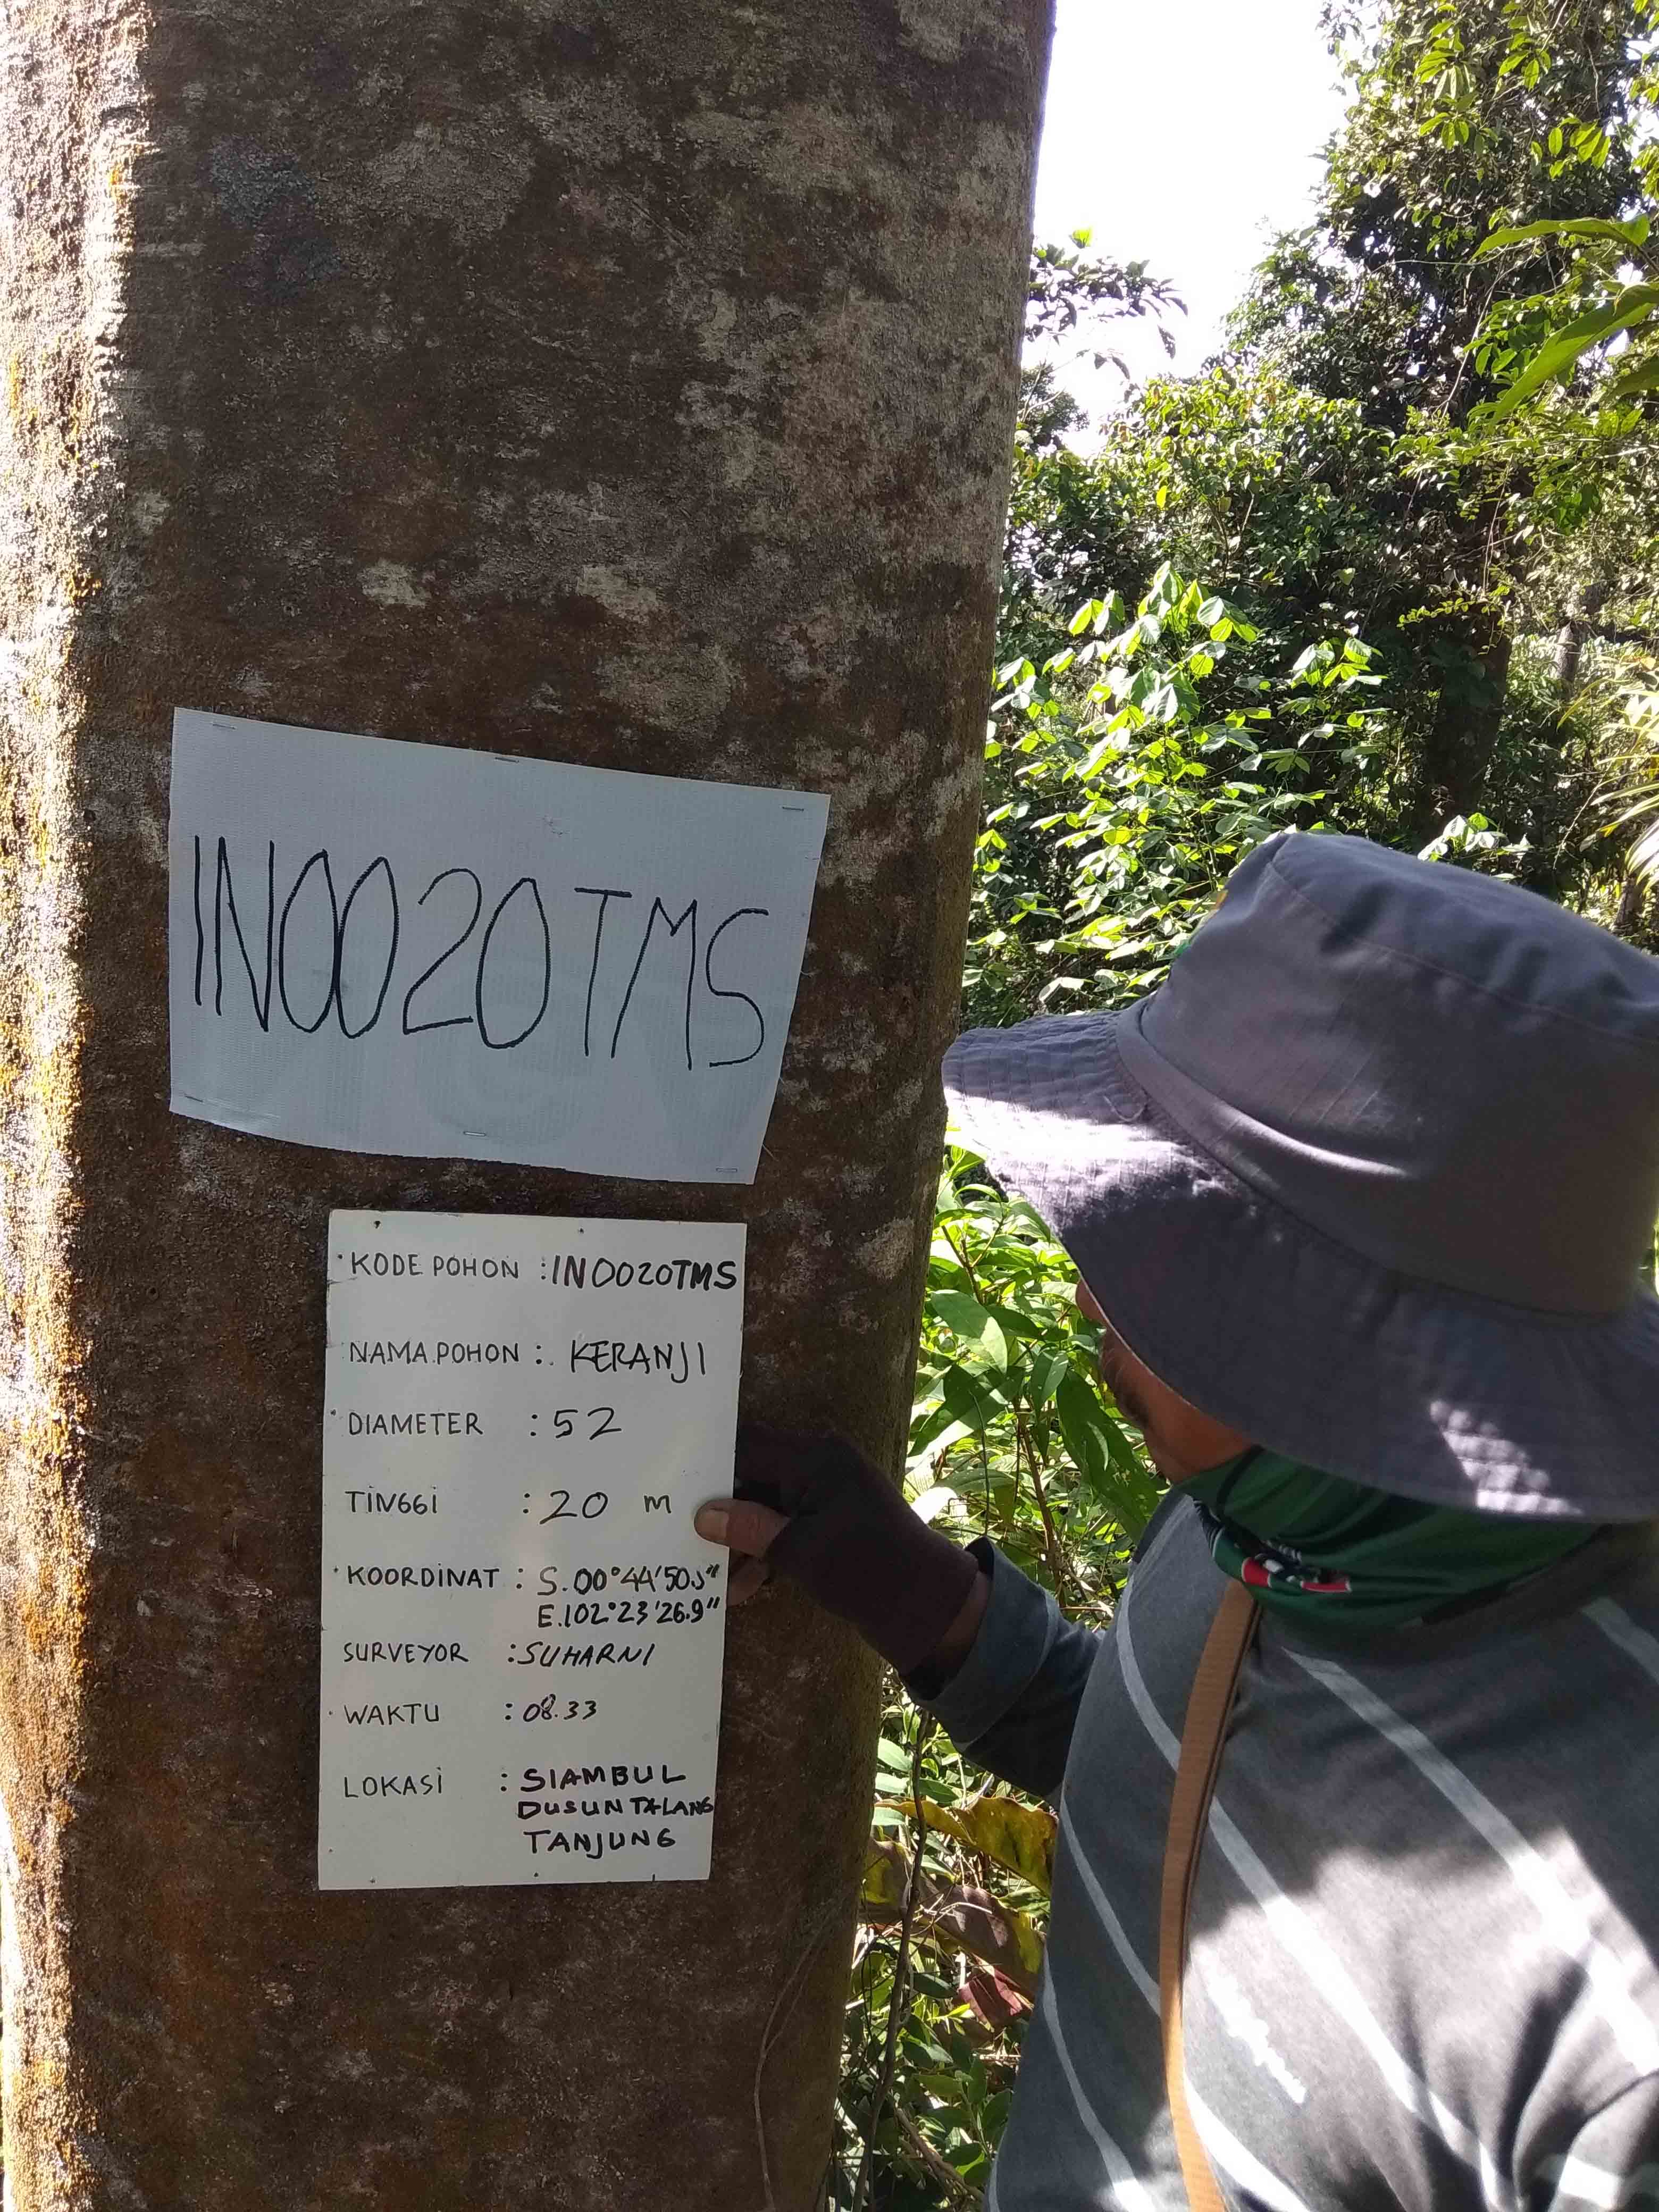 IN0020TMS
KODE POHON : IN0020TMS
NAMA POHON : KERANJI
DIAMETER : 52
TINGGI : 20 m
KOORDINAT : S.00°44'50.5"
E.102°23'26.9"
SURVEYOR : SUHARNI
WAKTU : 08.33
LOKASI : SIAMBUL
DUSUN TALANG
TANJUNG